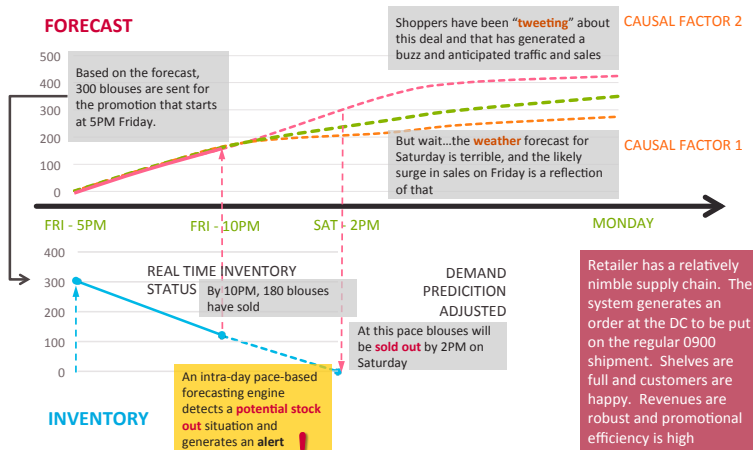 FORECAST
Shoppers have been “tweeting” about
this deal and that has generated a
buzz and anticipated traffic and sales
CAUSAL FACTOR 2
500
400
300
200
100
0
Based on the forecast,
300 blouses are sent for
the promotion that starts
at 5PM Friday.
But wait...the weather forecast for
Saturday is terrible, and the likely
surge in sales on Friday is a reflection
of that
CAUSAL FACTOR 1
FRI - 5PM
FRI - 10PM
SAT - 2PM
MONDAY
400
300
200
100
0
REAL TIME INVENTORY
STATUS
By 10PM, 180 blouses
have sold
DEMAND
PREDICITION
ADJUSTED
At this pace blouses will
be sold out by 2PM on
Saturday
Retailer has a relatively
nimble supply chain. The
system generates an
order at the DC to be put
on the regular 0900
shipment. Shelves are
full and customers are
happy. Revenues are
robust and promotional
efficiency is high
An intra-day pace-based
forecasting engine
detects a potential stock
out situation and
generates an alert
!
INVENTORY